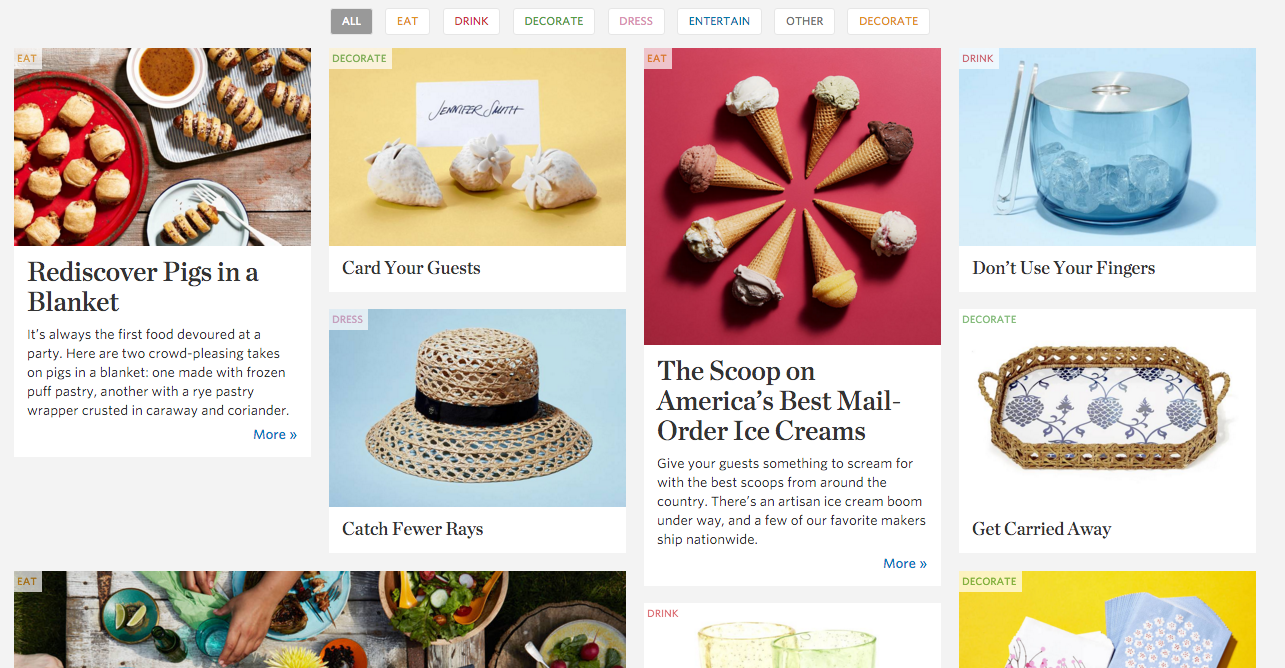 ALL EAT DRINK DECORATE DRESS ENTERTAIN OTHER DECORATE
EAT
Rediscover Pigs in a
Blanket
It's always the first food devoured at a
party. Here are two crowd-pleasing takes
on pigs in a blanket: one made with frozen
puff pastry, another with a rye pastry
wrapper crusted in caraway and coriander.
More »
DECORATE
JENNIFER SMITH
Card Your Guests
EAT
The Scoop on
America's Best Mail-
Order Ice Creams
Give your guests something to scream for
with the best scoops from around the
country. There's an artisan ice cream boom
under way, and a few of our favorite makers
ship nationwide.
More »
DRINK
Don't Use Your Fingers
DRESS
Catch Fewer Rays
DECORATE
Get Carried Away
EAT
DRINK
DECORATE